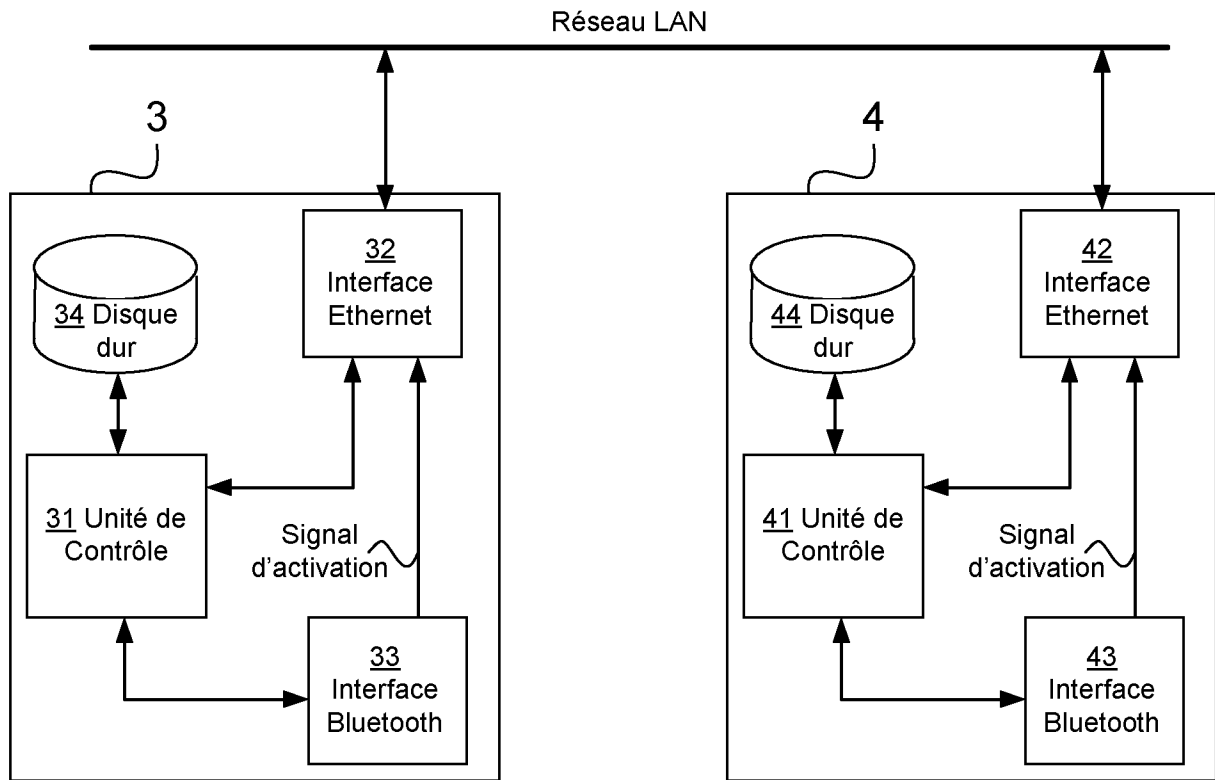 Réseau LAN
3
32
Interface
Ethernet
34 Disque
dur
31 Unité de
Contrôle
Signal
d'activation
33
Interface
Bluetooth
4
42
Interface
Ethernet
44 Disque
dur
41 Unité de
Contrôle
Signal
d'activation
43
Interface
Bluetooth